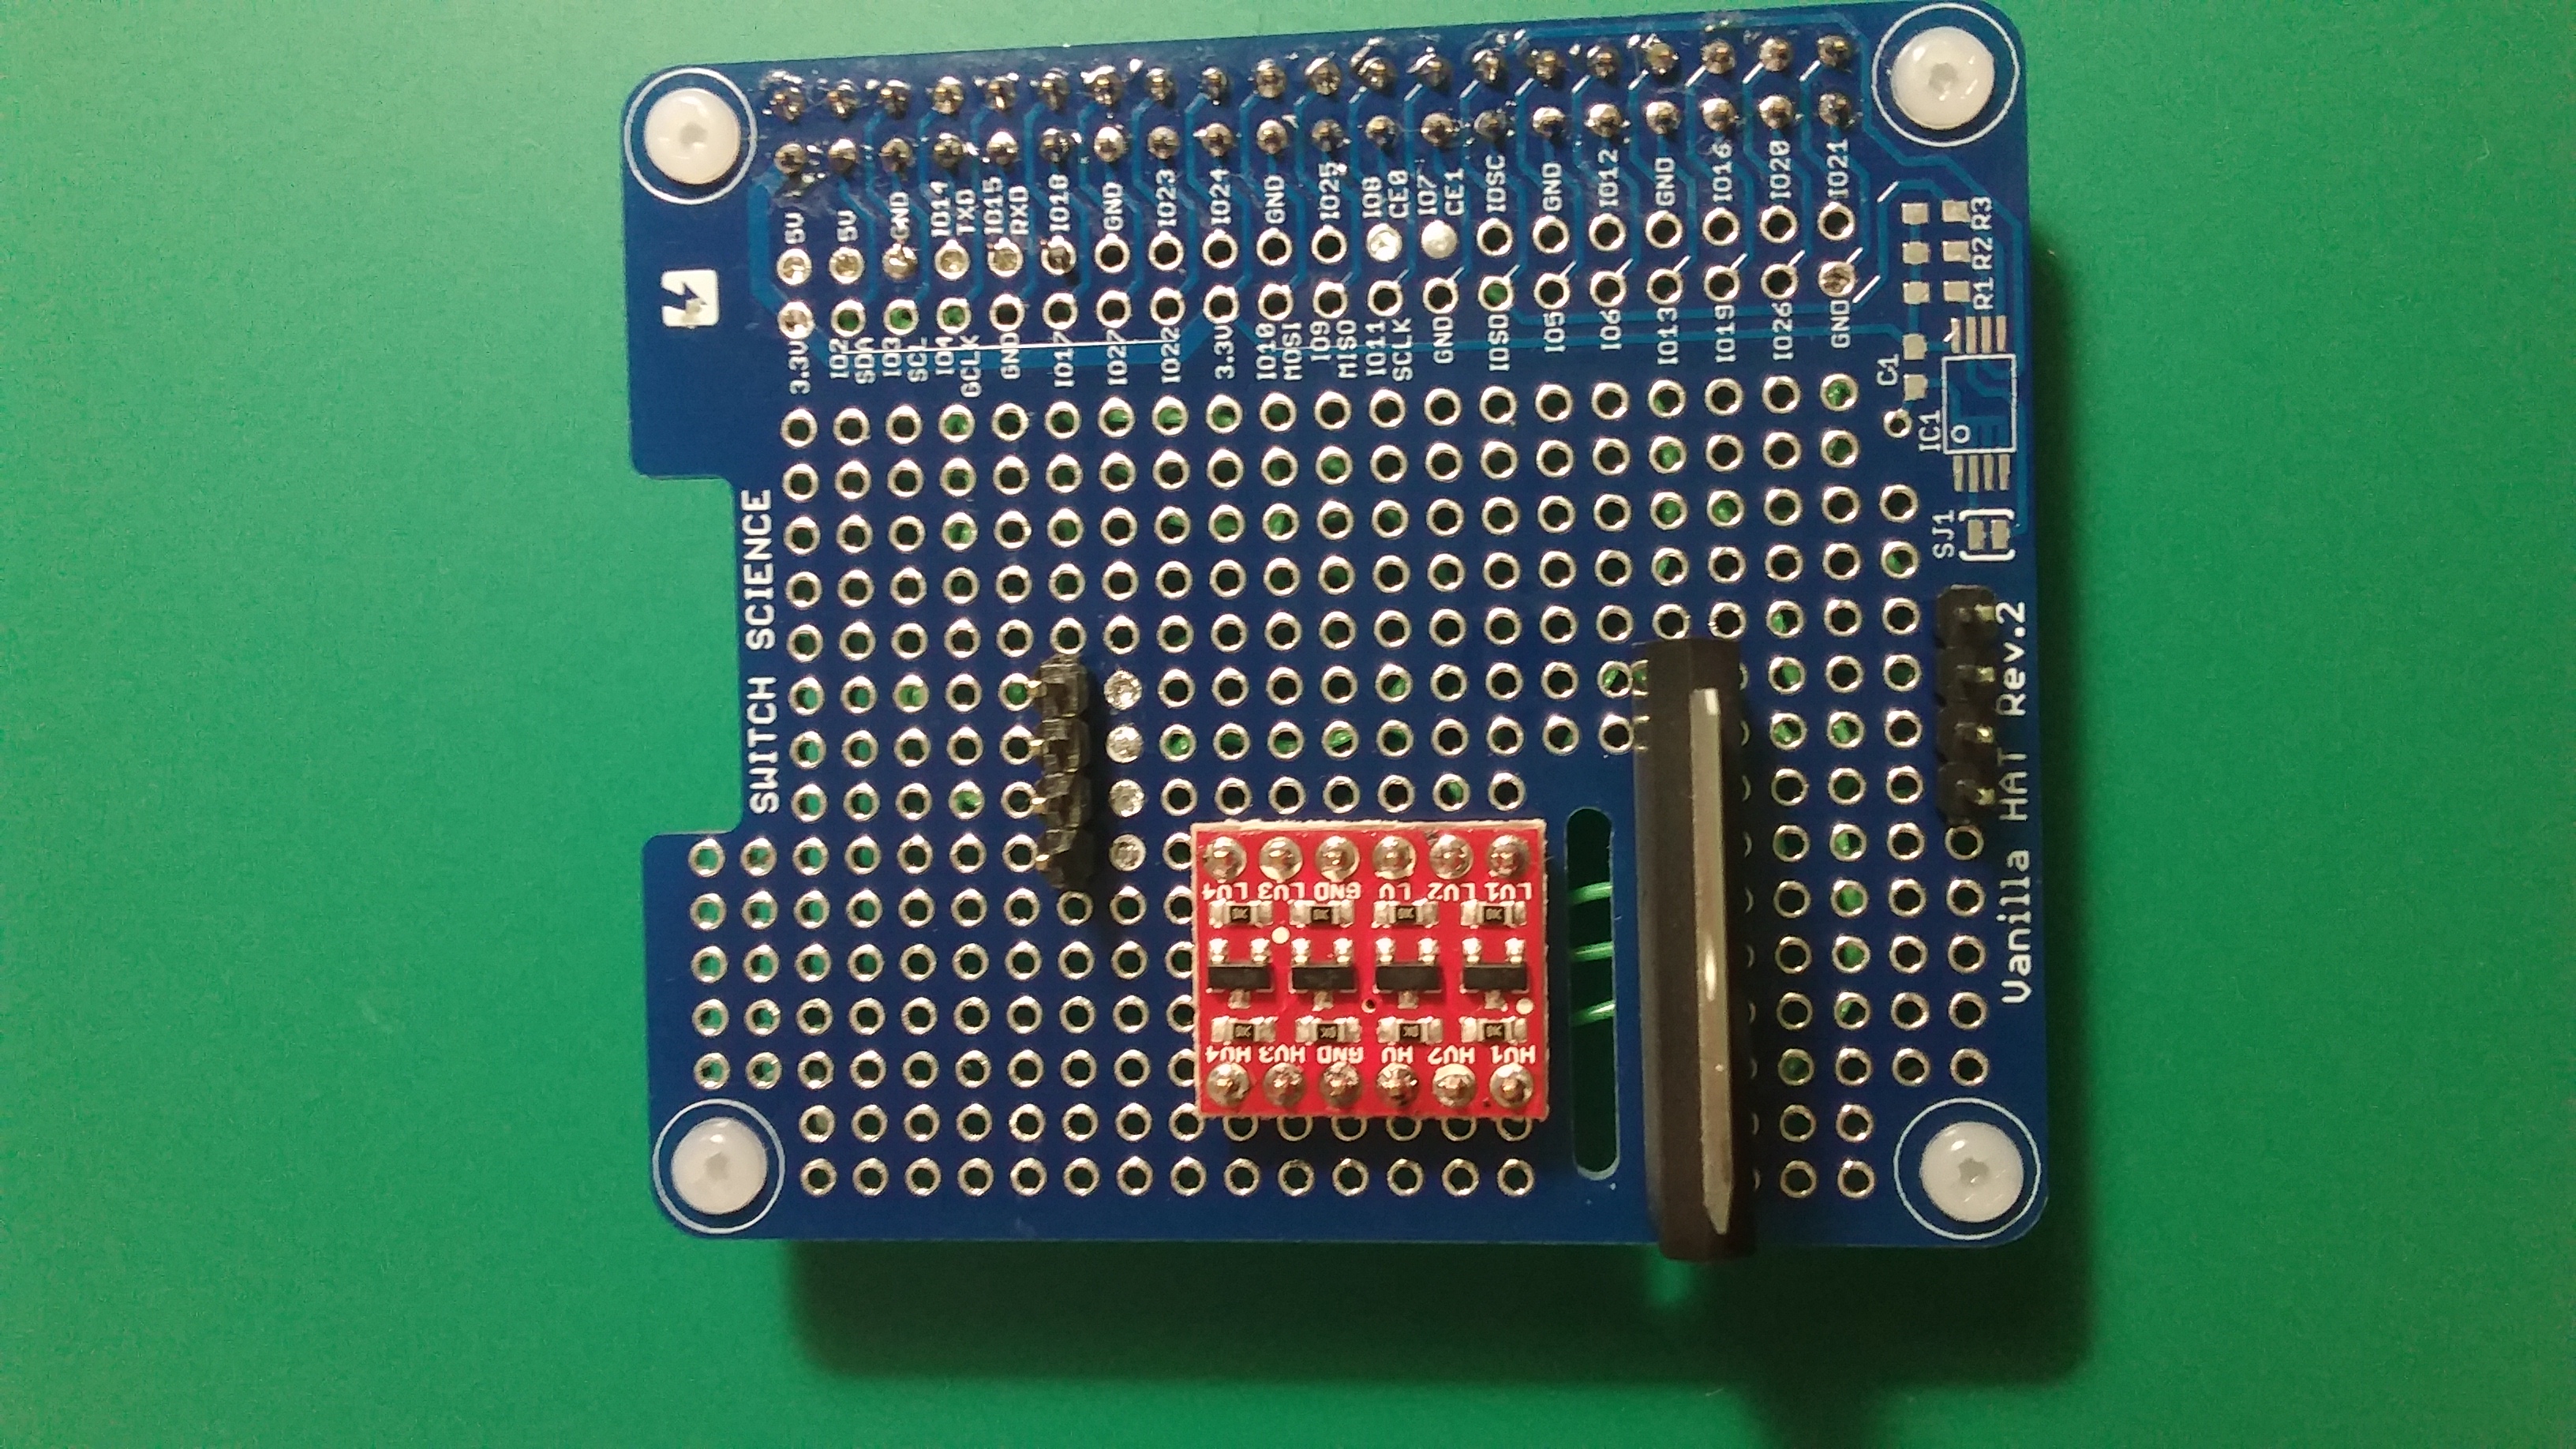 SWITCH SCIENCE
3.3V 5V
IO2 SDA 5V
IO3 SCL GND
IO4 GCLK IO14 TXD
GND IO15 RXD
IO17 IO18
IO27 GND
IO22 IO23
3.3V IO24
IO10 MOSI GND
IO9 MISO IO25
IO11 SCLK IO8 CE0
GND IO7 CE1
IDSD IDSC
IO5 GND
IO6 IO12
IO13 GND
IO19 IO16
IO26 IO20
GND IO21
HV4 LV4
HV3 LV3
GND GND
HV LV
HV2 LV2
HV1 LV1
C1
IC1
SJ1
R1 R2 R3
Vanilla HAT Rev.2